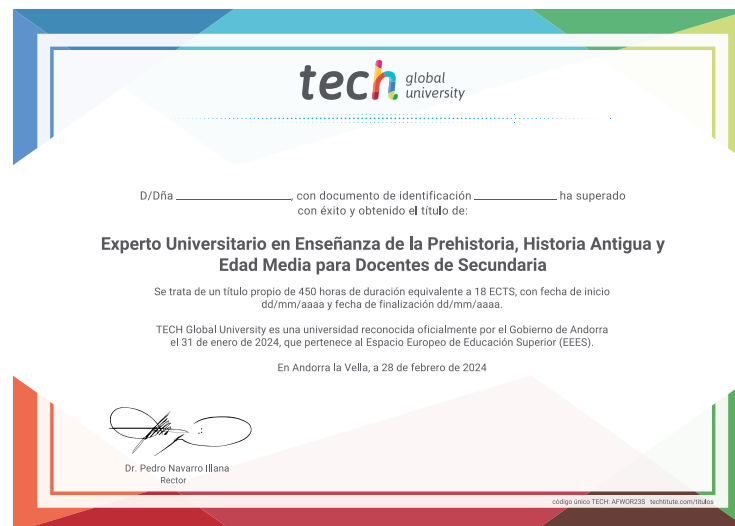 tech global university
D/Dña ____________________, con documento de identificación ______________ ha superado
con éxito y obtenido el título de:
Experto Universitario en Enseñanza de la Prehistoria, Historia Antigua y
Edad Media para Docentes de Secundaria
Se trata de un título propio de 450 horas de duración equivalente a 18 ECTS, con fecha de inicio
dd/mm/aaaa y fecha de finalización dd/mm/aaaa.
TECH Global University es una universidad reconocida oficialmente por el Gobierno de Andorra
el 31 de enero de 2024, que pertenece al Espacio Europeo de Educación Superior (EEES).
En Andorra la Vella, a 28 de febrero de 2024
Dr. Pedro Navarro Illana
Rector
código único TECH: AFWOR23S techtitute.com/titulos